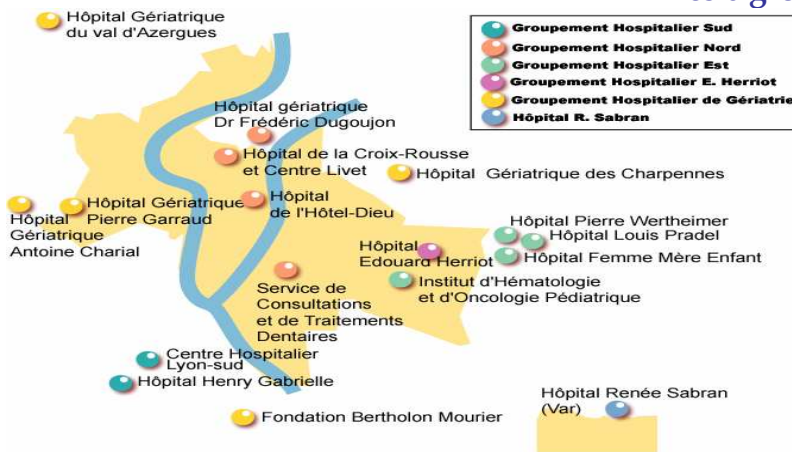 Hôpital Gériatrique
du val d'Azergues
Groupement Hospitalier Sud
Groupement Hospitalier Nord
Groupement Hospitalier Est
Groupement Hospitalier E. Herriot
Groupement Hospitalier de Gériatrie
Hôpital R. Sabran
Hôpital gériatrique
Dr Frédéric Dugoujon
Hôpital de la Croix-Rousse
et Centre Livet
Hôpital Gériatrique des Charpennes
Hôpital
Gériatrique
Antoine Charial
Hôpital Gériatrique
Pierre Garraud
Hôpital
de l'Hôtel-Dieu
Hôpital Pierre Wertheimer
Hôpital Louis Pradel
Hôpital Femme Mère Enfant
Hôpital
Edouard Herriot
Institut d'Hématologie
et d'Oncologie Pédiatrique
Service de
Consultations
et de Traitements
Dentaires
Centre Hospitalier
Lyon-sud
Hôpital Henry Gabrielle
Fondation Bertholon Mourier
Hôpital Renée Sabran
(Var)